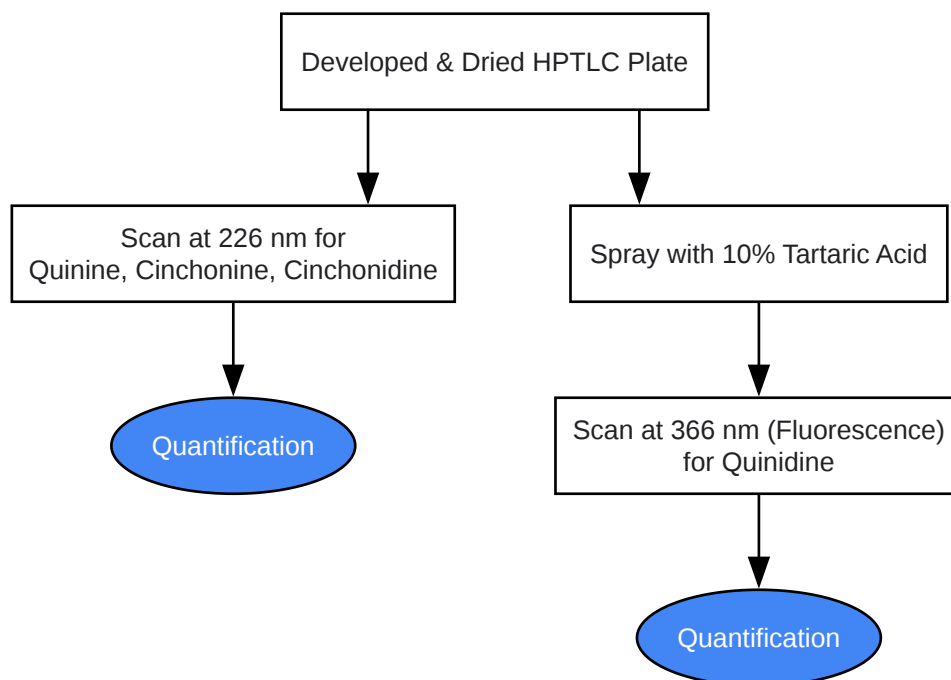 Developed & Dried HPTLC Plate
Scan at 226 nm for
Quinine, Cinchonine, Cinchonidine
Spray with 10% Tartaric Acid
Quantification
Scan at 366 nm (Fluorescence)
for Quinidine
Quantification